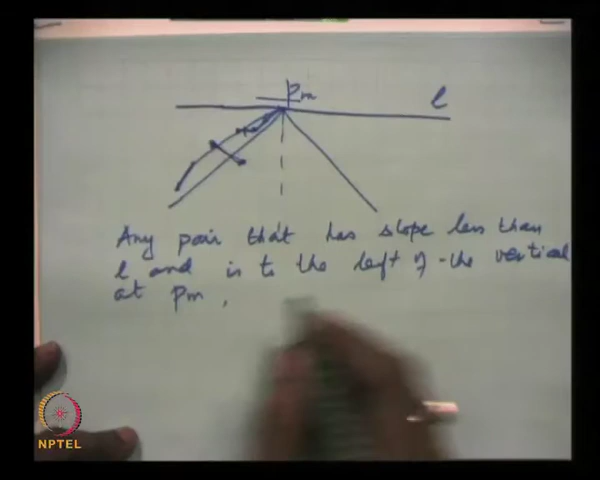 Pm
l
Any pair that has slope less than
l and is to the left of the vertical
at Pm,
NPTEL